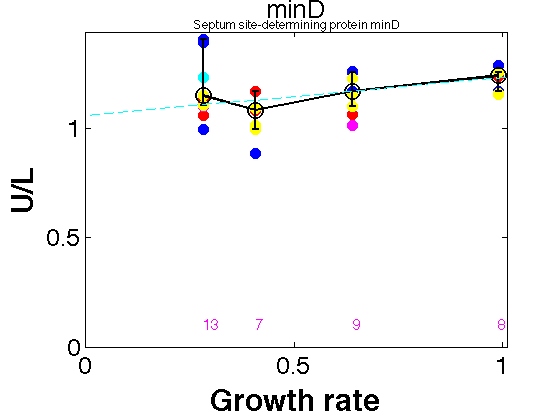 minD
Septum site-determining protein minD
U/L
1
0.5
0
13
7
9
8
0
0.5
1
Growth rate